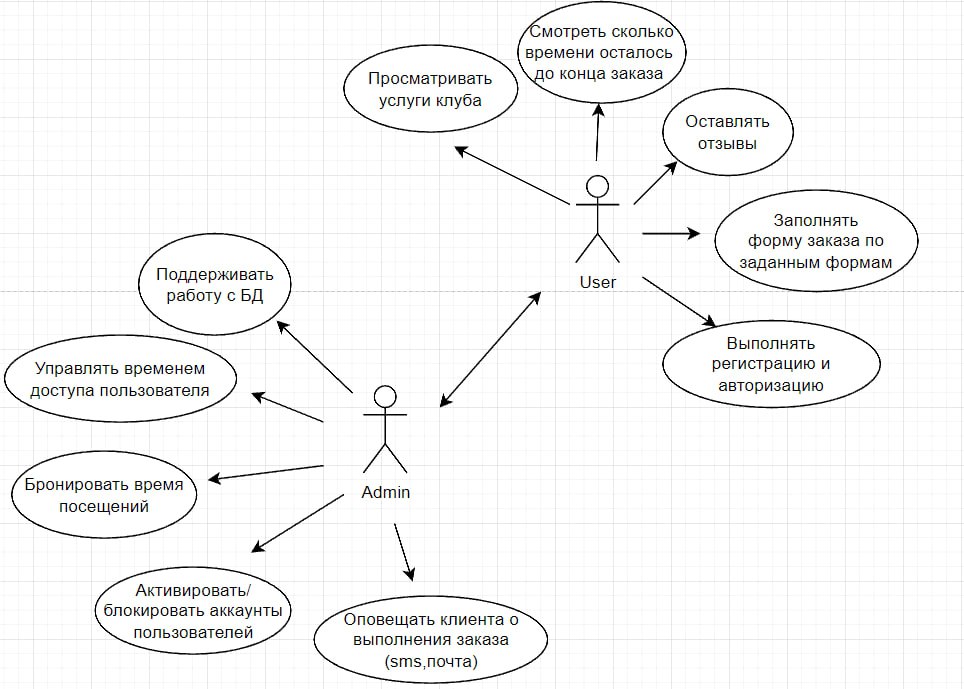 Смотреть сколько
времени осталось
до конца заказа
Просматривать
услуги клуба
Оставлять
отзывы
Заполнять
форму заказа по
заданным формам
User
Выполнять
регистрацию и
авторизацию
Поддерживать
работу с БД
Управлять временем
доступа пользователя
Бронировать время
посещений
Admin
Активировать/
блокировать аккаунты
пользователей
Оповещать клиента о
выполнения заказа
(sms,почта)